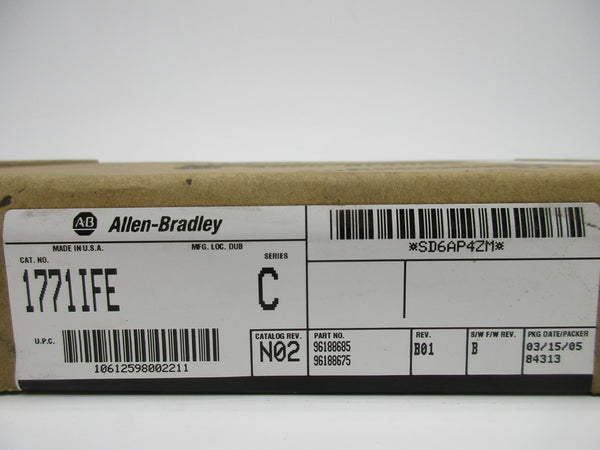 AB Allen-Bradley
MADE IN U.S.A. MFG. LOC. DUB
CAT. NO. SERIES
1771IFE C
U.P.C.
10612598002211
CATALOG REV.
N02
*SD6AP4ZM*
PART NO.
96188685
96188675
REV.
B01
S/W F/W REV.
B
PKG DATE/PACKER
03/15/05
84313